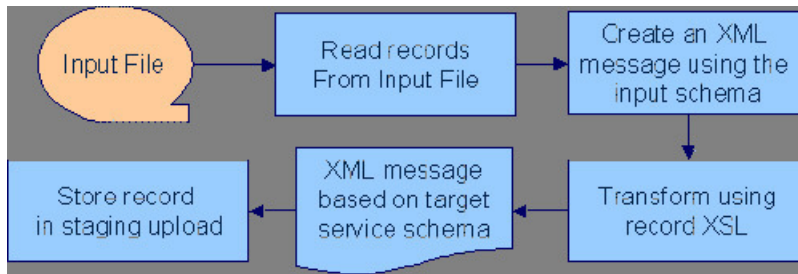 Input File
Read records
From Input File
Create an XML
message using the
input schema
Transform using
record XSL
XML message
based on target
service schema
Store record
in staging upload